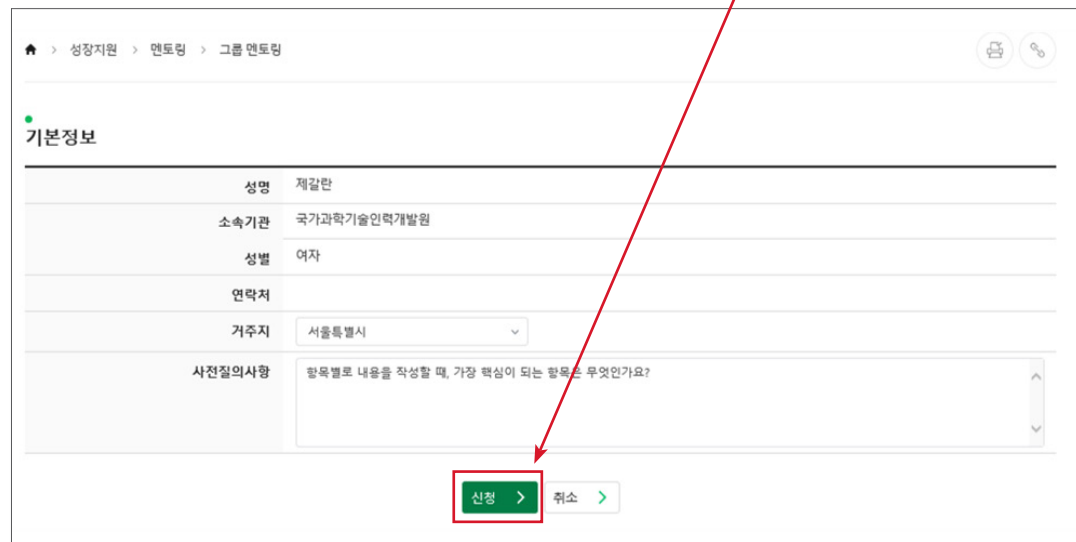 성장지원 > 멘토링 > 그룹 멘토링
기본정보
성명 제갈란
소속기관 국가과학기술인력개발원
성별 여자
연락처
거주지 서울특별시
사전질의사항 항목별로 내용을 작성할 때, 가장 핵심이 되는 항목은 무엇인가요?
신청 취소